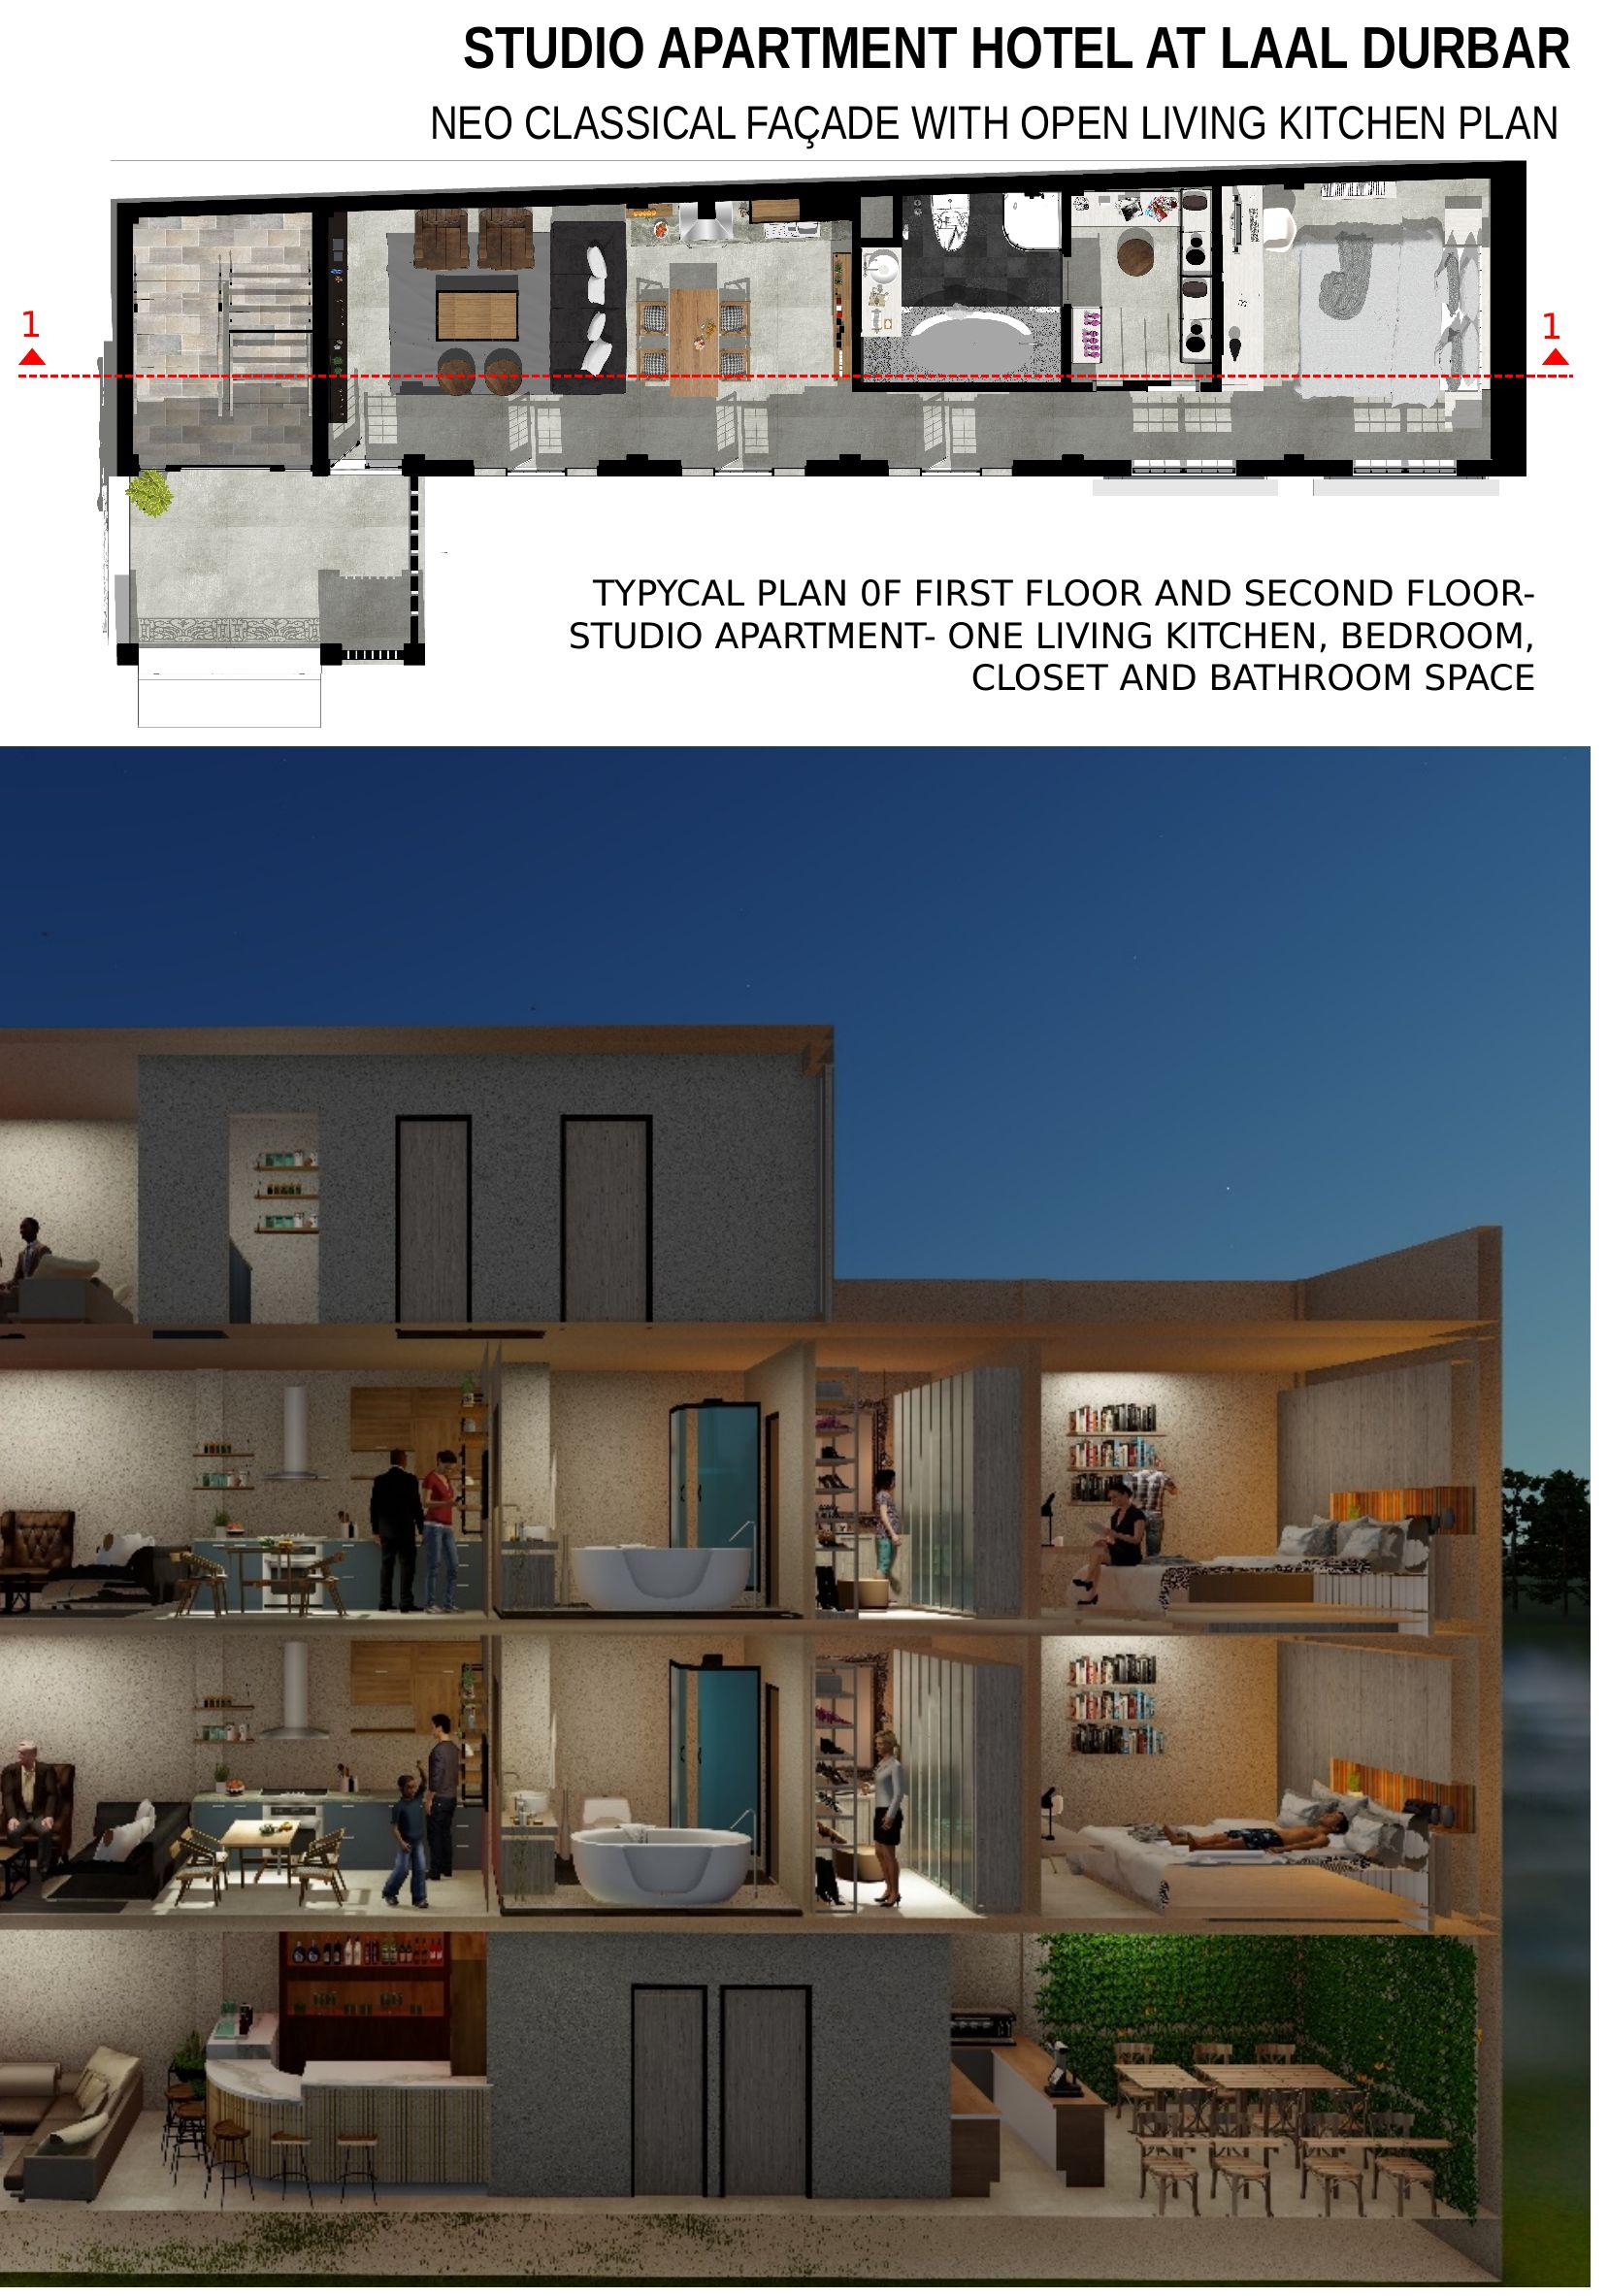 STUDIO APARTMENT HOTEL AT LAAL DURBAR
NEO CLASSICAL FAÇADE WITH OPEN LIVING KITCHEN PLAN
1
1
TYPYCAL PLAN 0F FIRST FLOOR AND SECOND FLOOR-
STUDIO APARTMENT- ONE LIVING KITCHEN, BEDROOM,
CLOSET AND BATHROOM SPACE